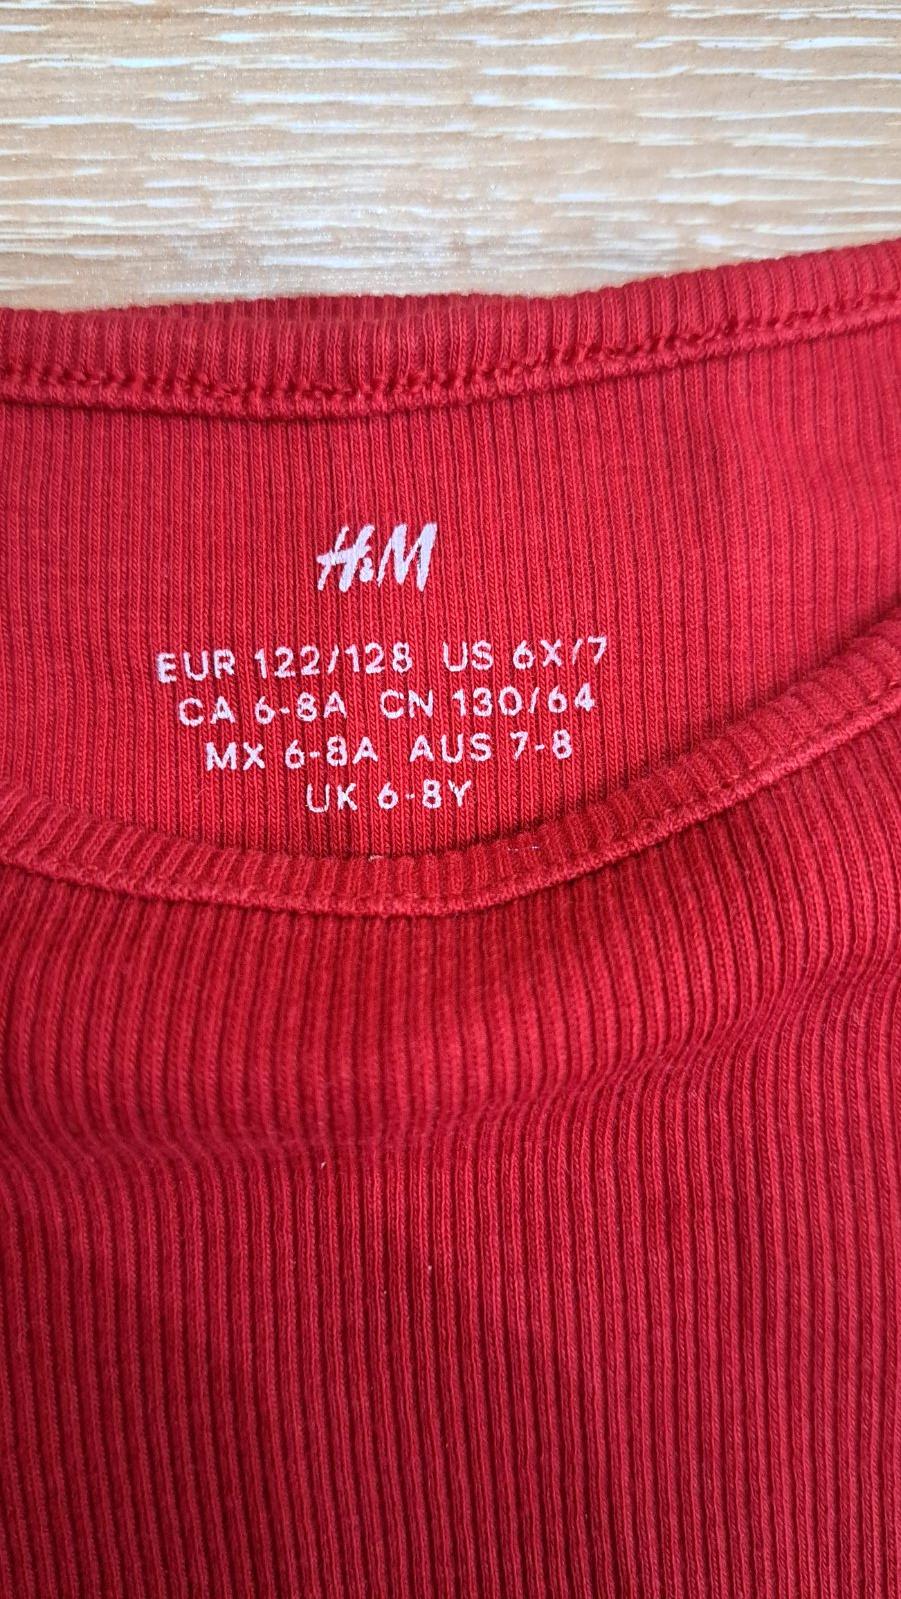 H&M
EUR 122/128 US 6X/7
CA 6-8A CN 130/64
MX 6-8A AUS 7-8
UK 6-8Y